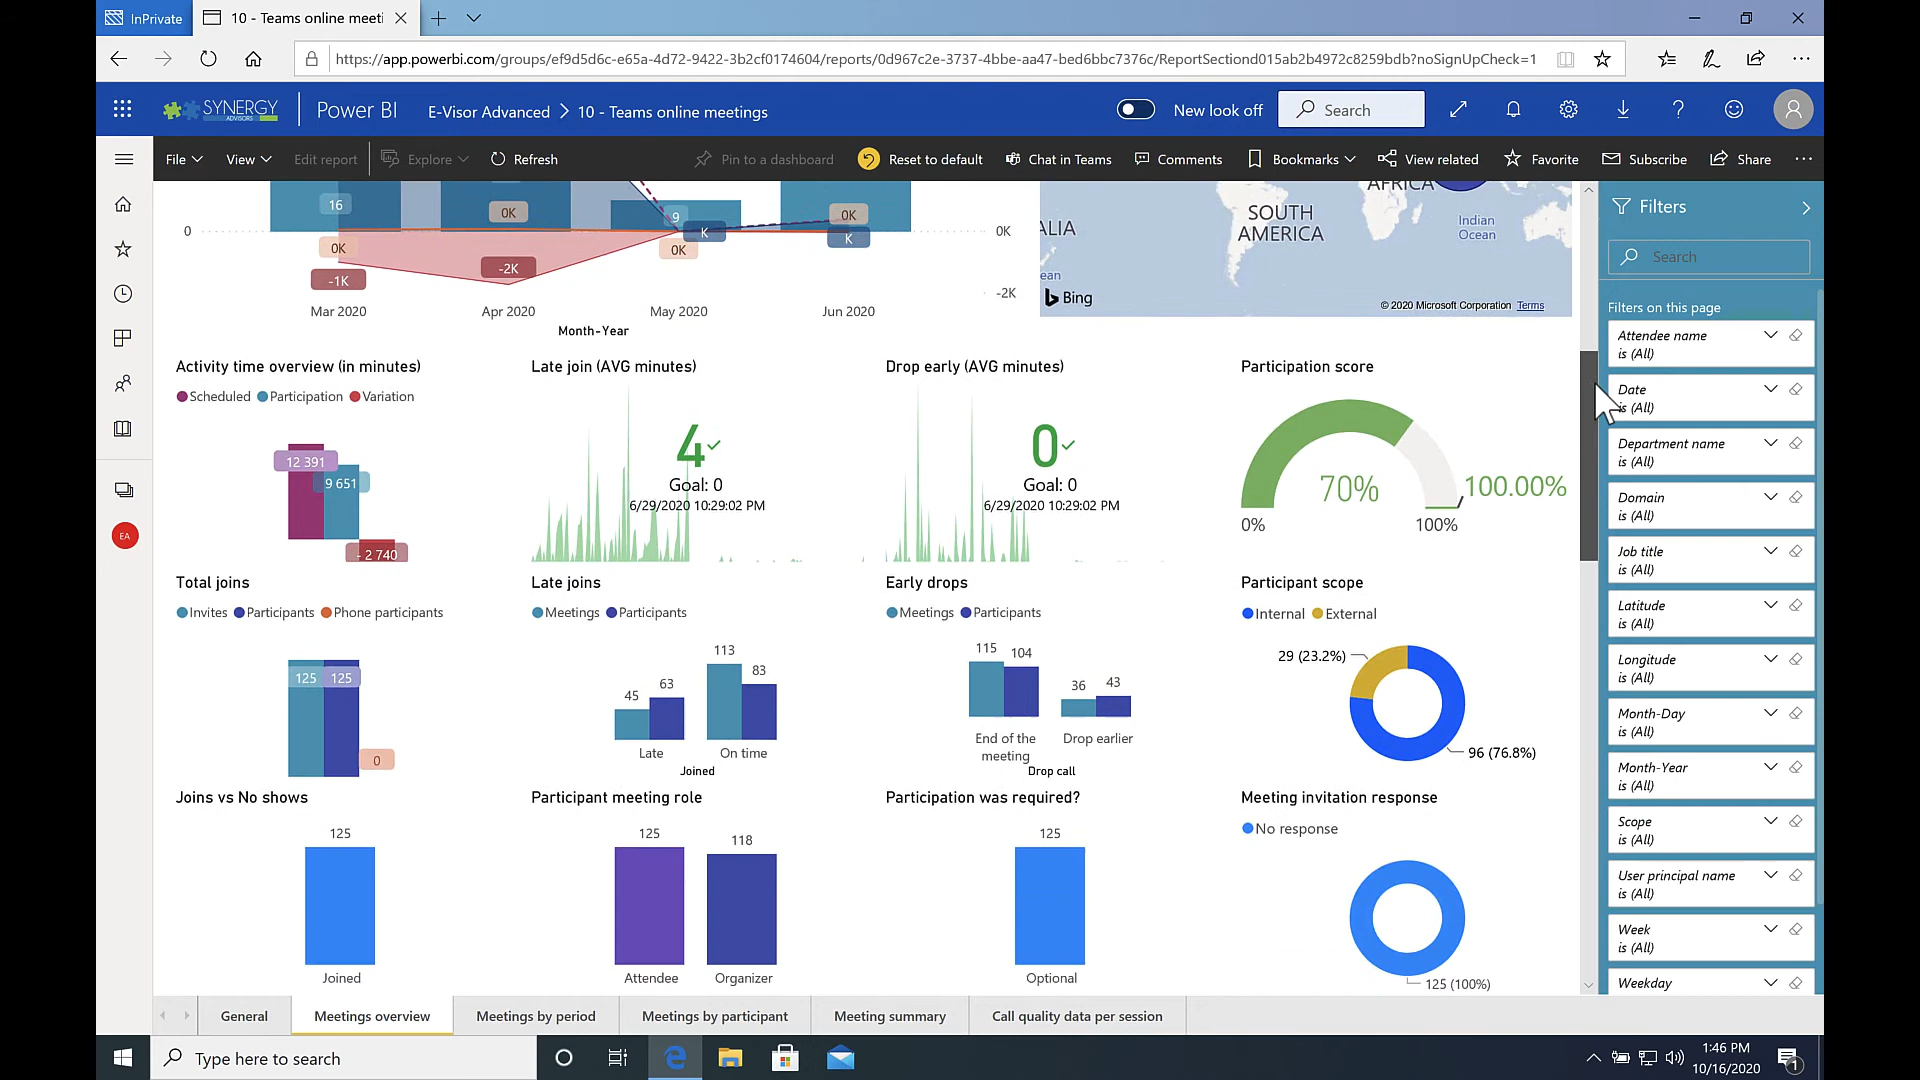 InPrivate
10 - Teams online meeti
https://app.powerbi.com/groups/ef9d5d6c-e65a-4d72-9422-3b2cf0174604/reports/0d967c2e-3737-4bbe-aa47-bed6bbc7376c/ReportSectiond015ab2b4972c8259bdb?noSignUpCheck=1
SYNERGY
ADVISORS
Power BI
E-Visor Advanced > 10 - Teams online meetings
New look off
Search
File
View
Edit report
Explore
Refresh
Pin to a dashboard
Reset to default
Chat in Teams
Comments
Bookmarks
View related
Favorite
Subscribe
Share
16
0K
9
0K
K
K
0
0K
0K
-1K
-2K
0K
-2K
Mar 2020
Apr 2020
May 2020
Jun 2020
Month-Year
AFRICA
ALIA
SOUTH
AMERICA
Indian
Ocean
ean
Bing
© 2020 Microsoft Corporation Terms
Activity time overview (in minutes)
Scheduled Participation Variation
12 391
9 651
- 2 740
Late join (AVG minutes)
4
Goal: 0
6/29/2020 10:29:02 PM
Drop early (AVG minutes)
0
Goal: 0
6/29/2020 10:29:02 PM
Participation score
70%
100.00%
0%
100%
Total joins
Invites Participants Phone participants
125 125
0
Late joins
Meetings Participants
45
63
113
83
Late
On time
Joined
Early drops
Meetings Participants
115
104
36
43
End of the
meeting
Drop earlier
Drop call
Participant scope
Internal External
29 (23.2%)
96 (76.8%)
Joins vs No shows
125
Joined
Participant meeting role
125
118
Attendee
Organizer
Participation was required?
125
Optional
Meeting invitation response
No response
125 (100%)
Filters
Search
Filters on this page
Attendee name
is (All)
Date
is (All)
Department name
is (All)
Domain
is (All)
Job title
is (All)
Latitude
is (All)
Longitude
is (All)
Month-Day
is (All)
Month-Year
is (All)
Scope
is (All)
User principal name
is (All)
Week
is (All)
Weekday
EA
General
Meetings overview
Meetings by period
Meetings by participant
Meeting summary
Call quality data per session
Type here to search
1:46 PM
10/16/2020
1